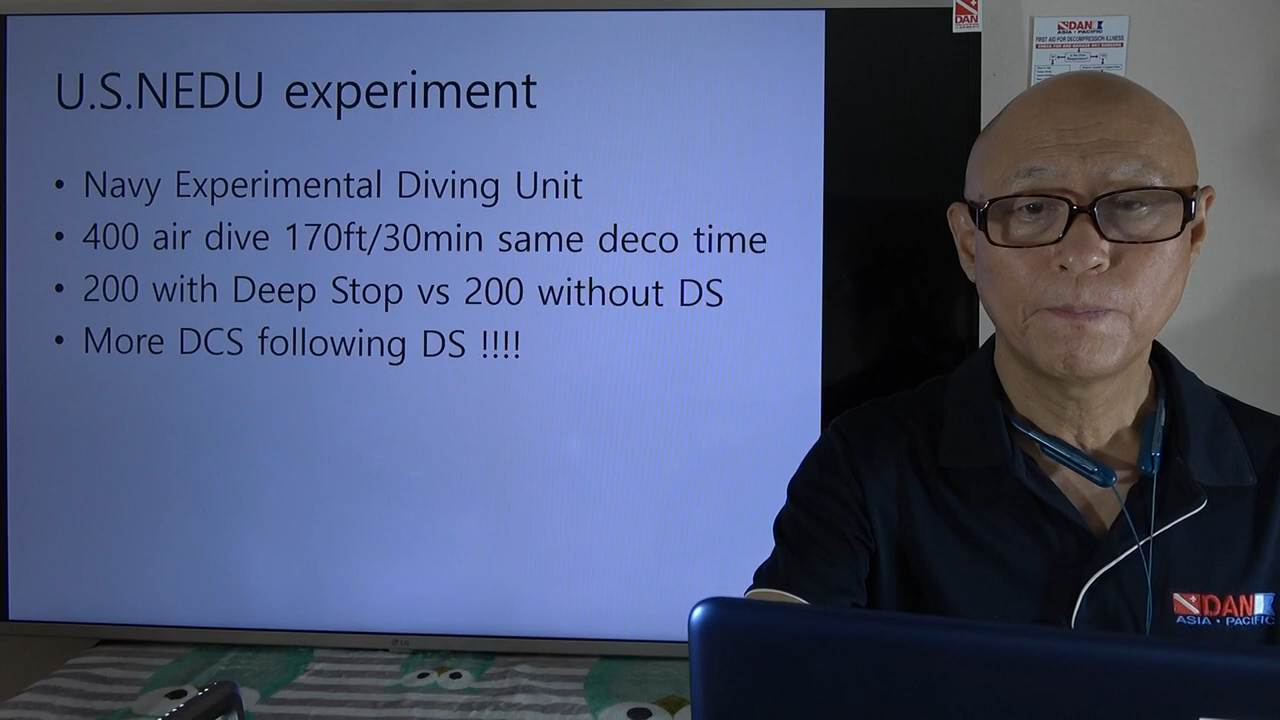 U.S.NEDU experiment
• Navy Experimental Diving Unit
• 400 air dive 170ft/30min same deco time
• 200 with Deep Stop vs 200 without DS
• More DCS following DS !!!!
LG
DAN
DAN
ASIA • PACIFIC
FIRST AID FOR DECOMPRESSION ILLNESS
DAN
ASIA • PACIFIC